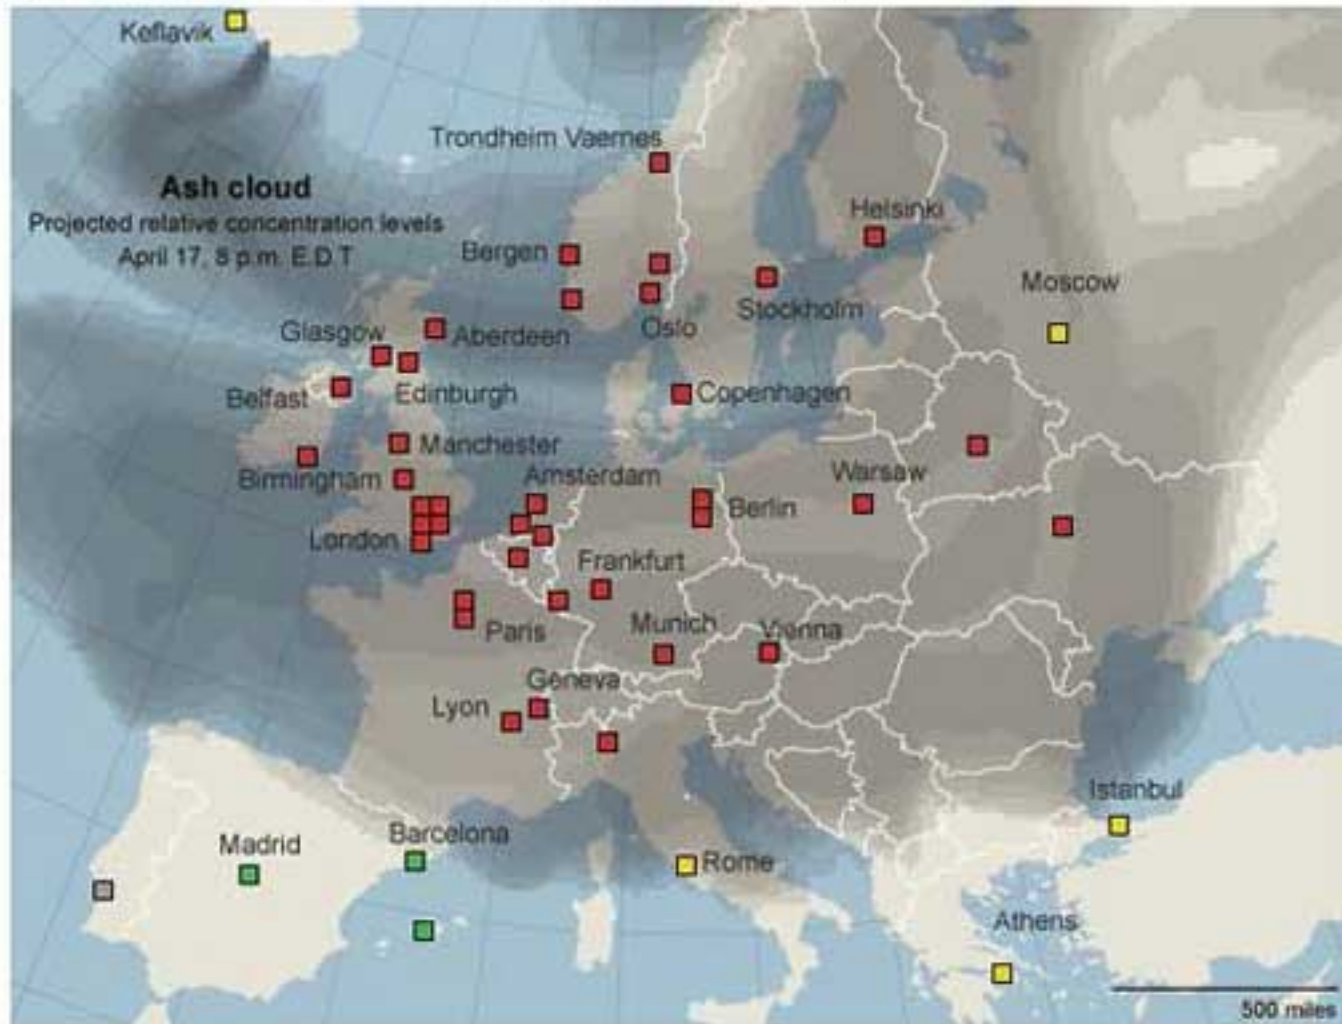 Keflavik
Trondheim Vaernes
Ash cloud
Projected relative concentration levels
April 17, 8 p.m. E.D.T
Helsinki
Bergen
Moscow
Stockholm
Oslo
Glasgow
Aberdeen
Belfast
Edinburgh
Copenhagen
Manchester
Birmingham
Amsterdam
Warsaw
Berlin
London
Frankfurt
Paris
Munich
Vienna
Geneva
Lyon
Istanbul
Madrid
Barcelona
Rome
Athens
500 miles